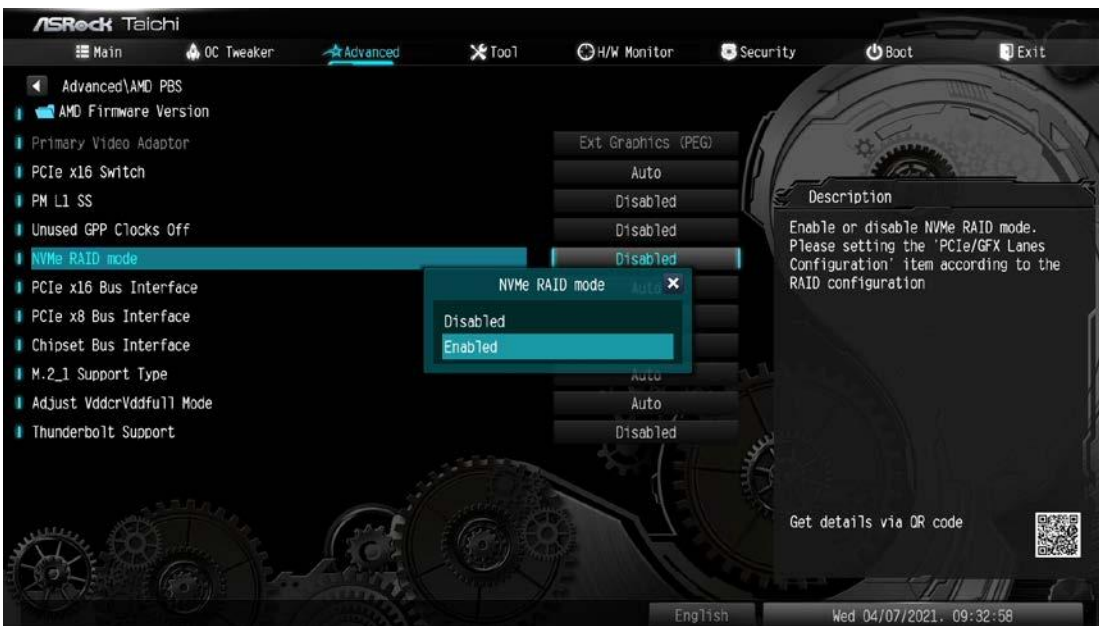 ASRock Taichi
Main OC Tweaker Advanced Tool H/W Monitor Security Boot Exit
Advanced\AMD PBS
AMD Firmware Version
Primary Video Adaptor Ext Graphics (PEG)
PCIe x16 Switch Auto
PM L1 SS Disabled
Unused GPP Clocks Off Disabled
NVMe RAID mode Disabled
PCIe x16 Bus Interface Auto
PCIe x8 Bus Interface
Chipset Bus Interface
M.2_1 Support Type Auto
Adjust VddcrVddfull Mode Auto
Thunderbolt Support Disabled
NVMe RAID mode
Disabled
Enabled
Description
Enable or disable NVMe RAID mode.
Please setting the 'PCIe/GFX Lanes
Configuration' item according to the
RAID configuration
Get details via QR code
English Wed 04/07/2021. 09:32:58